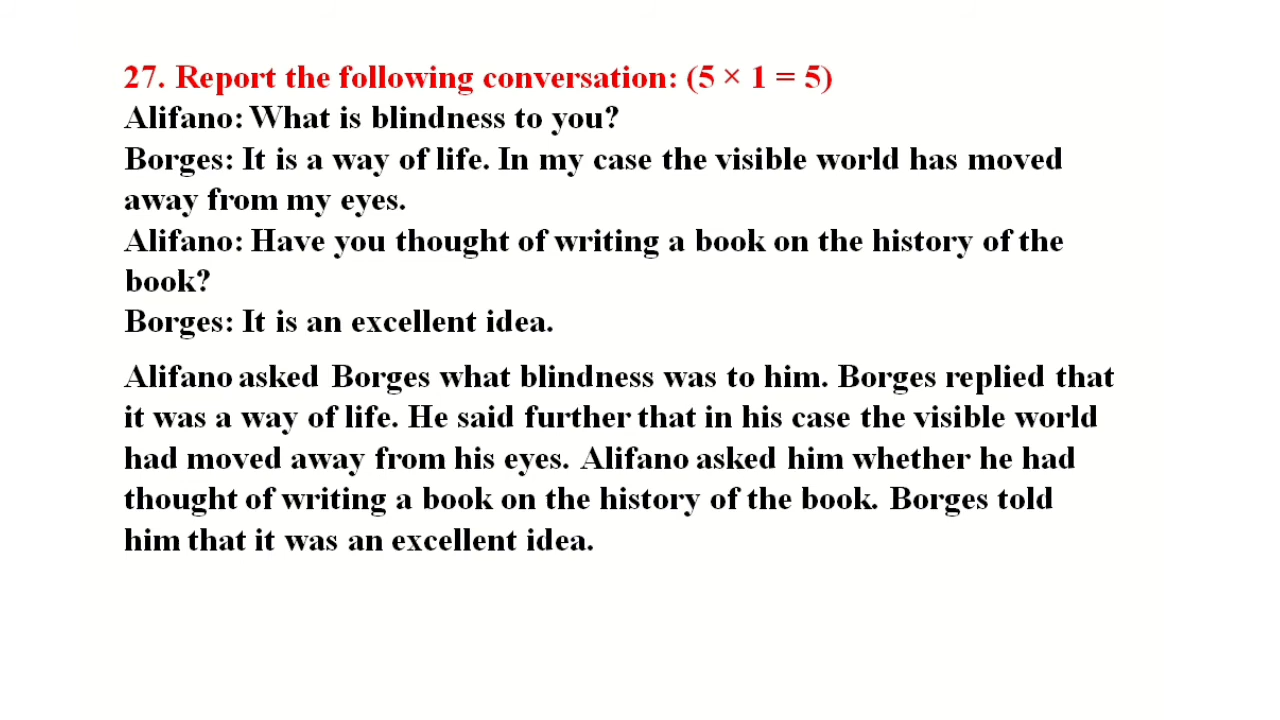 27. Report the following conversation: (5 × 1 = 5)
Alifano: What is blindness to you?
Borges: It is a way of life. In my case the visible world has moved
away from my eyes.
Alifano: Have you thought of writing a book on the history of the
book?
Borges: It is an excellent idea.
Alifano asked Borges what blindness was to him. Borges replied that
it was a way of life. He said further that in his case the visible world
had moved away from his eyes. Alifano asked him whether he had
thought of writing a book on the history of the book. Borges told
him that it was an excellent idea.